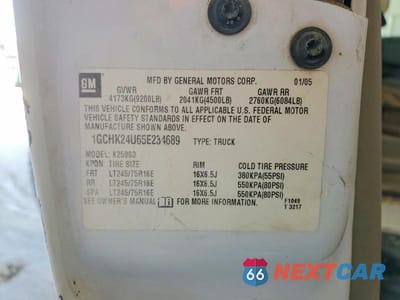 GM
MFD BY GENERAL MOTORS CORP. 01/05
GVWR GAWR FRT GAWR RR
4173KG(9200LB) 2041KG(4500LB) 2760KG(6084LB)
THIS VEHICLE CONFORMS TO ALL APPLICABLE U.S. FEDERAL MOTOR
VEHICLE SAFETY STANDARDS IN EFFECT ON THE DATE OF
MANUFACTURE SHOWN ABOVE.
1GCHK24U65E234689 TYPE: TRUCK
MODEL: K25903
TIRE SIZE RIM COLD TIRE PRESSURE
FRT LT245/75R16E 16X6.5J 380KPA(55PSI)
RR LT245/75R16E 16X6.5J 550KPA(80PSI)
SPA LT245/75R16E 16X6.5J 550KPA(80PSI)
SEE OWNER'S MANUAL FOR MORE INFORMATION.
F1049
T3217
66 NEXTCAR